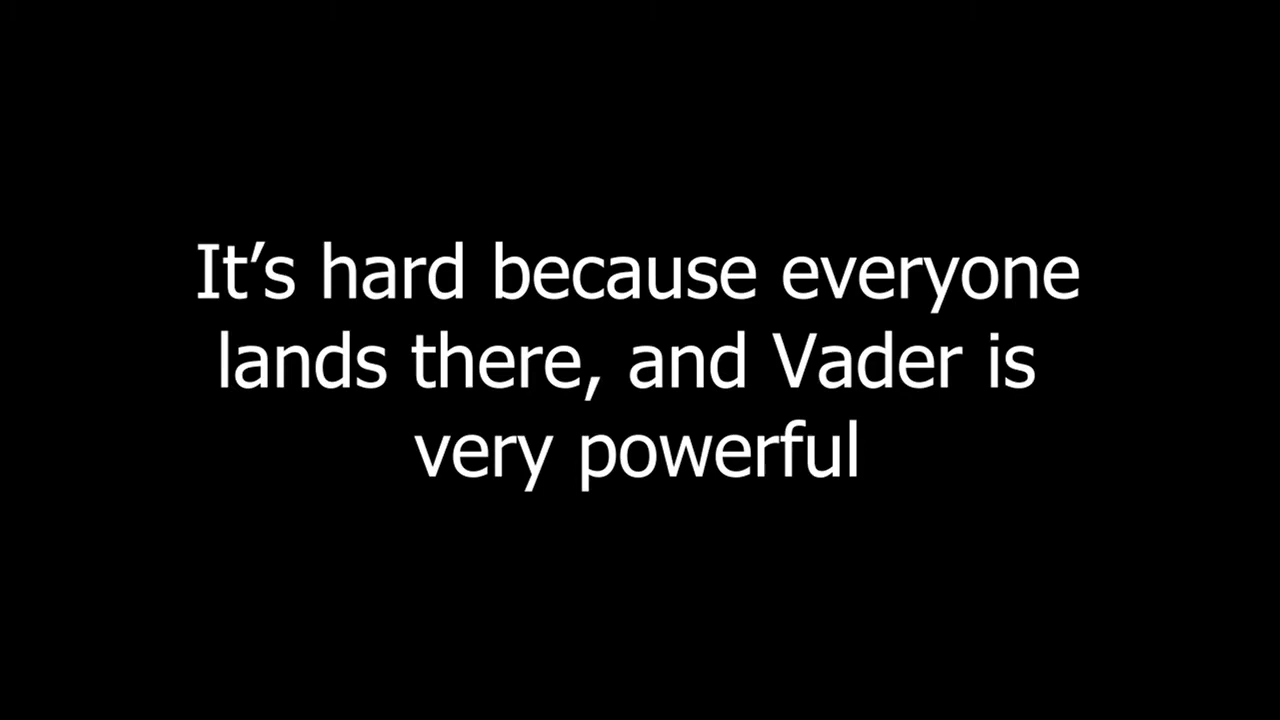 It’s hard because everyone
lands there, and Vader is
very powerful